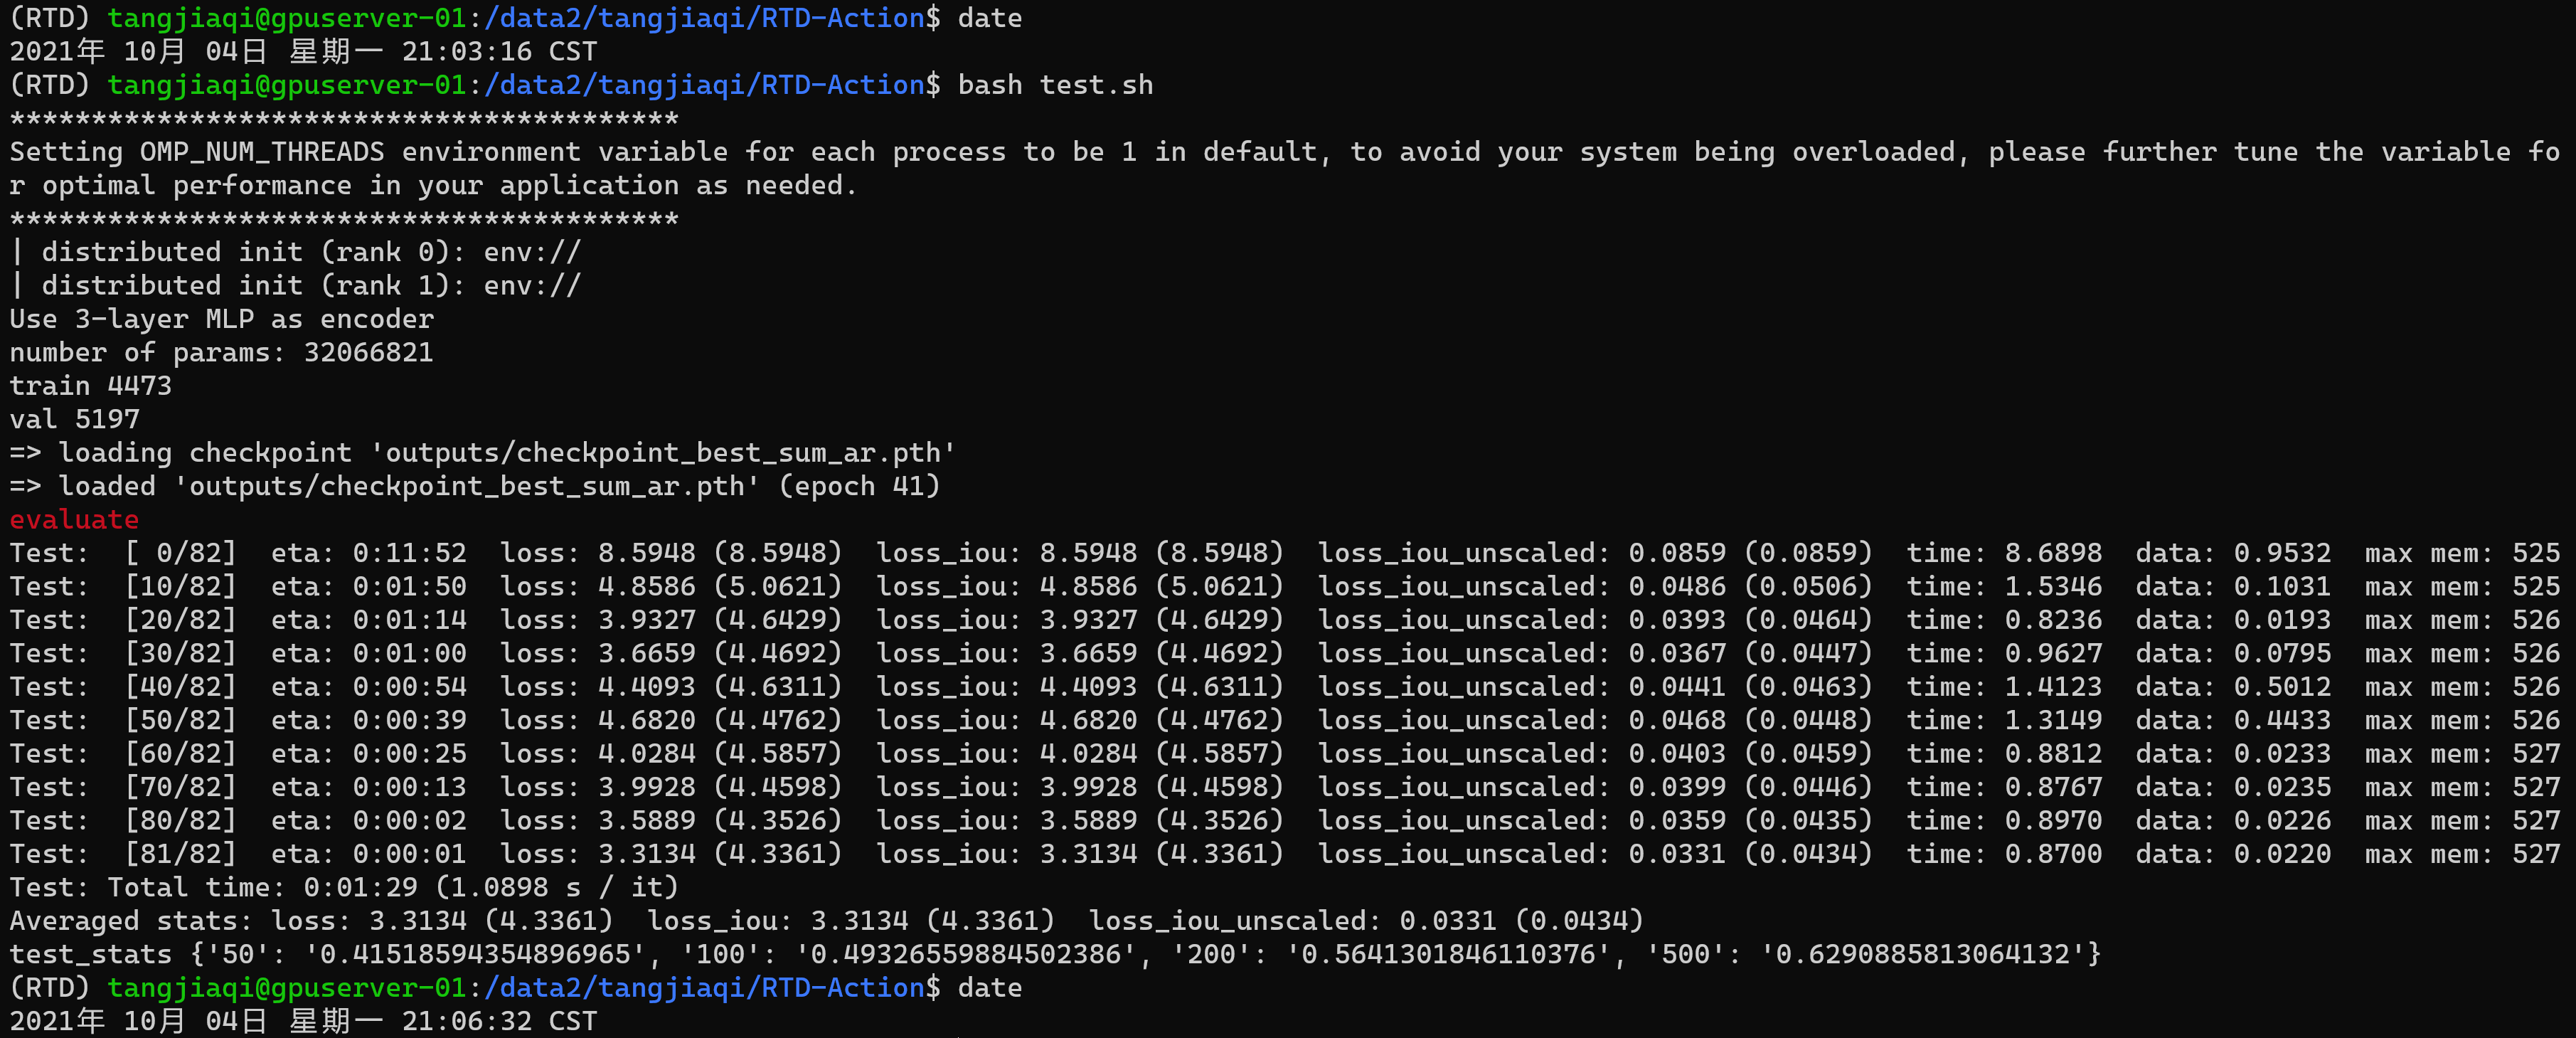 (RTD) tangjiaqi@gpuserver-01:/data2/tangjiaqi/RTD-Action$ date
2021年 10月 04日 星期一 21:03:16 CST
(RTD) tangjiaqi@gpuserver-01:/data2/tangjiaqi/RTD-Action$ bash test.sh
*****************************************
Setting OMP_NUM_THREADS environment variable for each process to be 1 in default, to avoid your system being overloaded, please further tune the variable fo
r optimal performance in your application as needed.
*****************************************
| distributed init (rank 0): env://
| distributed init (rank 1): env://
Use 3-layer MLP as encoder
number of params: 32066821
train 4473
val 5197
=> loading checkpoint 'outputs/checkpoint_best_sum_ar.pth'
=> loaded 'outputs/checkpoint_best_sum_ar.pth' (epoch 41)
evaluate
Test:  [ 0/82]  eta: 0:11:52  loss: 8.5948 (8.5948)  loss_iou: 8.5948 (8.5948)  loss_iou_unscaled: 0.0859 (0.0859)  time: 8.6898  data: 0.9532  max mem: 525
Test:  [10/82]  eta: 0:01:50  loss: 4.8586 (5.0621)  loss_iou: 4.8586 (5.0621)  loss_iou_unscaled: 0.0486 (0.0506)  time: 1.5346  data: 0.1031  max mem: 525
Test:  [20/82]  eta: 0:01:14  loss: 3.9327 (4.6429)  loss_iou: 3.9327 (4.6429)  loss_iou_unscaled: 0.0393 (0.0464)  time: 0.8236  data: 0.0193  max mem: 526
Test:  [30/82]  eta: 0:01:00  loss: 3.6659 (4.4692)  loss_iou: 3.6659 (4.4692)  loss_iou_unscaled: 0.0367 (0.0447)  time: 0.9627  data: 0.0795  max mem: 526
Test:  [40/82]  eta: 0:00:54  loss: 4.4093 (4.6311)  loss_iou: 4.4093 (4.6311)  loss_iou_unscaled: 0.0441 (0.0463)  time: 1.4123  data: 0.5012  max mem: 526
Test:  [50/82]  eta: 0:00:39  loss: 4.6820 (4.4762)  loss_iou: 4.6820 (4.4762)  loss_iou_unscaled: 0.0468 (0.0448)  time: 1.3149  data: 0.4433  max mem: 526
Test:  [60/82]  eta: 0:00:25  loss: 4.0284 (4.5857)  loss_iou: 4.0284 (4.5857)  loss_iou_unscaled: 0.0403 (0.0459)  time: 0.8812  data: 0.0233  max mem: 527
Test:  [70/82]  eta: 0:00:13  loss: 3.9928 (4.4598)  loss_iou: 3.9928 (4.4598)  loss_iou_unscaled: 0.0399 (0.0446)  time: 0.8767  data: 0.0235  max mem: 527
Test:  [80/82]  eta: 0:00:02  loss: 3.5889 (4.3526)  loss_iou: 3.5889 (4.3526)  loss_iou_unscaled: 0.0359 (0.0435)  time: 0.8970  data: 0.0226  max mem: 527
Test:  [81/82]  eta: 0:00:01  loss: 3.3134 (4.3361)  loss_iou: 3.3134 (4.3361)  loss_iou_unscaled: 0.0331 (0.0434)  time: 0.8700  data: 0.0220  max mem: 527
Test: Total time: 0:01:29 (1.0898 s / it)
Averaged stats: loss: 3.3134 (4.3361)  loss_iou: 3.3134 (4.3361)  loss_iou_unscaled: 0.0331 (0.0434)
test_stats {'50': '0.41518594354896965', '100': '0.49326559884502386', '200': '0.5641301846110376', '500': '0.6290885813064132'}
(RTD) tangjiaqi@gpuserver-01:/data2/tangjiaqi/RTD-Action$ date
2021年 10月 04日 星期一 21:06:32 CST